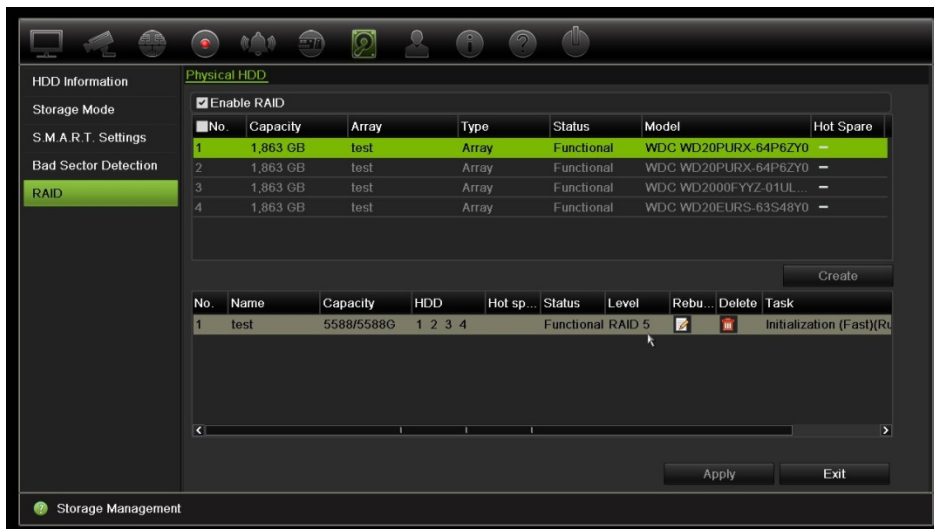 Physical HDD
HDD Information
Storage Mode
S.M.A.R.T. Settings
Bad Sector Detection
RAID
Enable RAID
No. Capacity Array Type Status Model Hot Spare
1 1,863 GB test Array Functional WDC WD20PURX-64P6ZY0 —
2 1,863 GB test Array Functional WDC WD20PURX-64P6ZY0 —
3 1,863 GB test Array Functional WDC WD2000FYYZ-01UL... —
4 1,863 GB test Array Functional WDC WD20EURS-63S48Y0 —
Create
No. Name Capacity HDD Hot sp... Status Level Rebu... Delete Task
1 test 5588/5588G 1 2 3 4 Functional RAID 5 Initialization (Fast)(Ru
Apply Exit
Storage Management